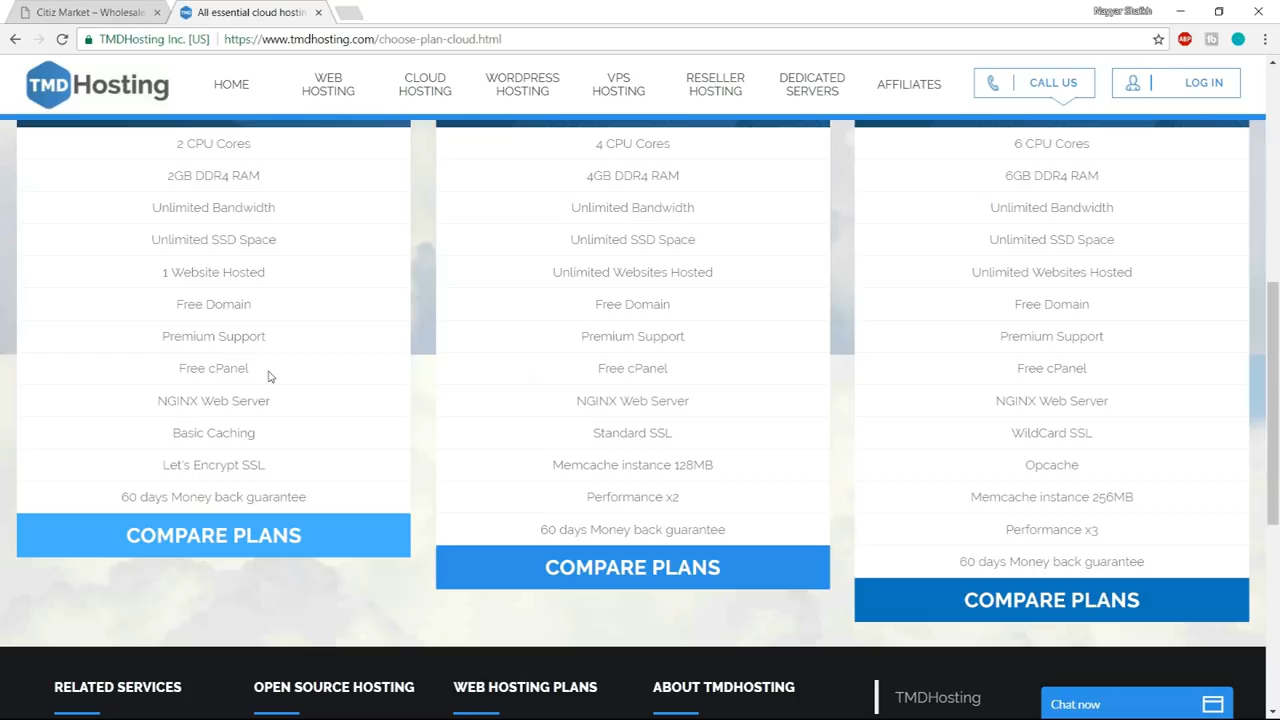 Citiz Market – Wholesale
All essential cloud hostin
Nayyar Shaikh
TMDHosting Inc. [US]
https://www.tmdhosting.com/choose-plan-cloud.html
ABP
TMDHosting
HOME
WEB
HOSTING
CLOUD
HOSTING
WORDPRESS
HOSTING
VPS
HOSTING
RESELLER
HOSTING
DEDICATED
SERVERS
AFFILIATES
CALL US
LOG IN
2 CPU Cores
2GB DDR4 RAM
Unlimited Bandwidth
Unlimited SSD Space
1 Website Hosted
Free Domain
Premium Support
Free cPanel
NGINX Web Server
Basic Caching
Let's Encrypt SSL
60 days Money back guarantee
COMPARE PLANS
4 CPU Cores
4GB DDR4 RAM
Unlimited Bandwidth
Unlimited SSD Space
Unlimited Websites Hosted
Free Domain
Premium Support
Free cPanel
NGINX Web Server
Standard SSL
Memcache instance 128MB
Performance x2
60 days Money back guarantee
COMPARE PLANS
6 CPU Cores
6GB DDR4 RAM
Unlimited Bandwidth
Unlimited SSD Space
Unlimited Websites Hosted
Free Domain
Premium Support
Free cPanel
NGINX Web Server
WildCard SSL
Opcache
Memcache instance 256MB
Performance x3
60 days Money back guarantee
COMPARE PLANS
RELATED SERVICES
OPEN SOURCE HOSTING
WEB HOSTING PLANS
ABOUT TMDHOSTING
TMDHosting
Chat now